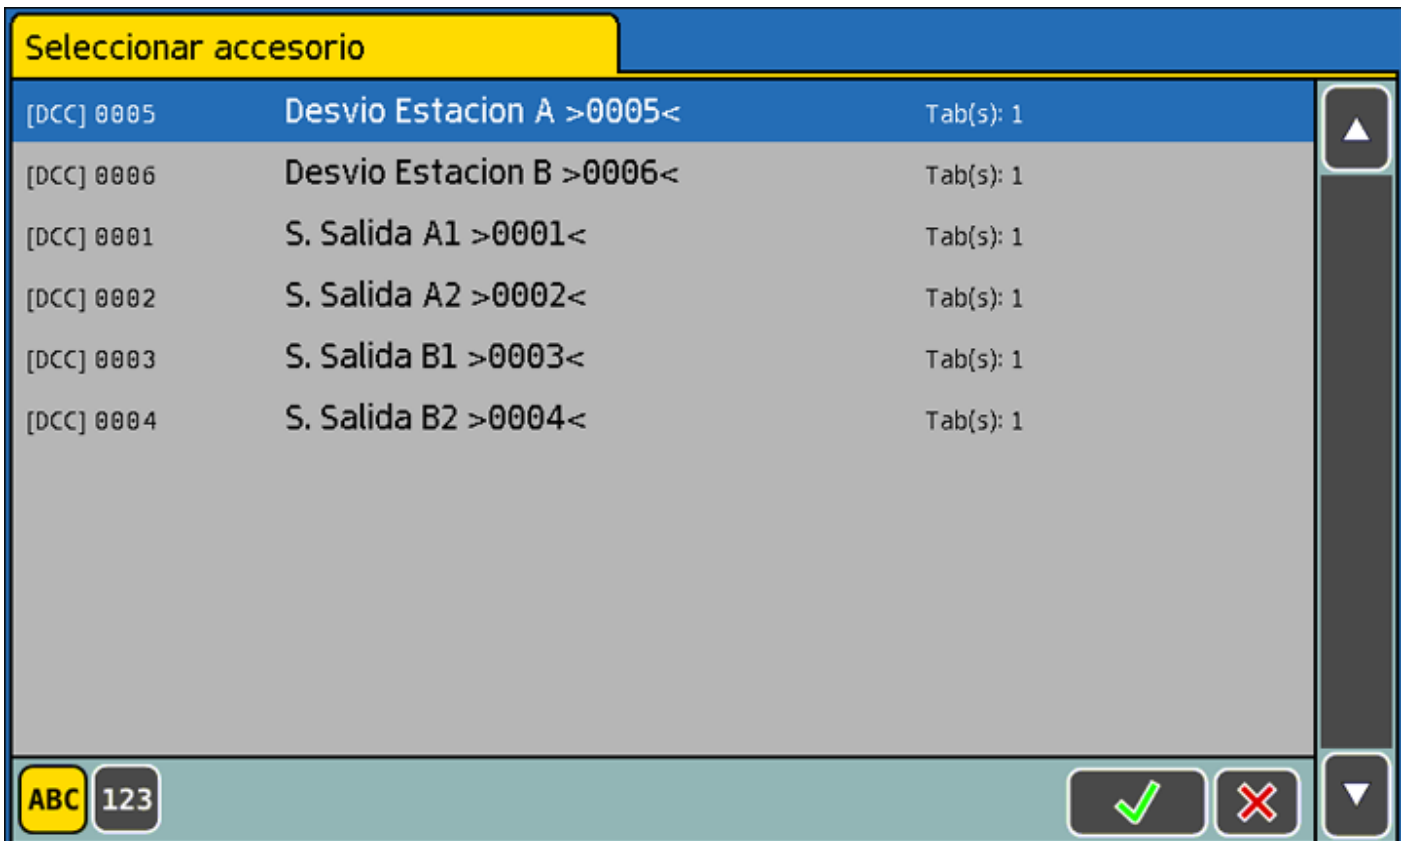 Seleccionar accesorio
[DCC] 0005 Desvio Estacion A >0005< Tab(s): 1
[DCC] 0006 Desvio Estacion B >0006< Tab(s): 1
[DCC] 0001 S. Salida A1 >0001< Tab(s): 1
[DCC] 0002 S. Salida A2 >0002< Tab(s): 1
[DCC] 0003 S. Salida B1 >0003< Tab(s): 1
[DCC] 0004 S. Salida B2 >0004< Tab(s): 1
ABC 123